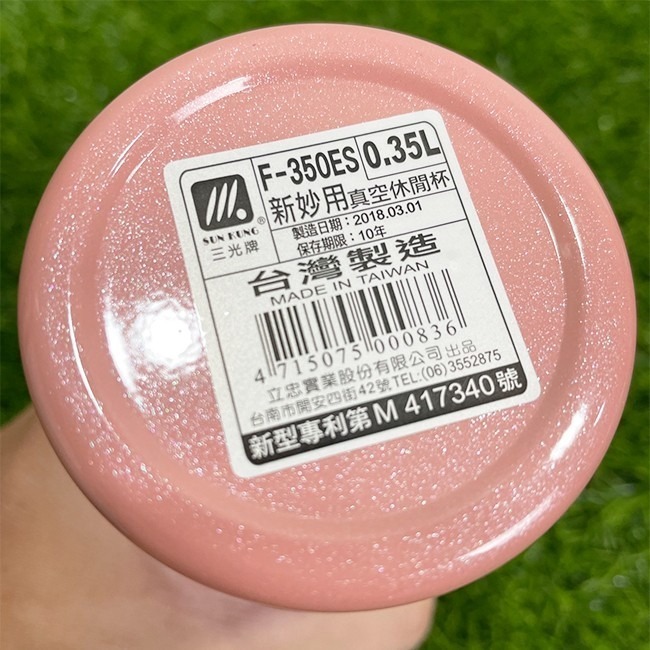 F-350ES 0.35L
SUN KUNG®
三光牌
新妙用真空休閒杯
製造日期：2018.03.01
保存期限：10年
台灣製造
MADE IN TAIWAN
4 715075 000836
立忠實業股份有限公司 出品
台南市開安四街42號 TEL:(06)3552875
新型專利第M 417340號